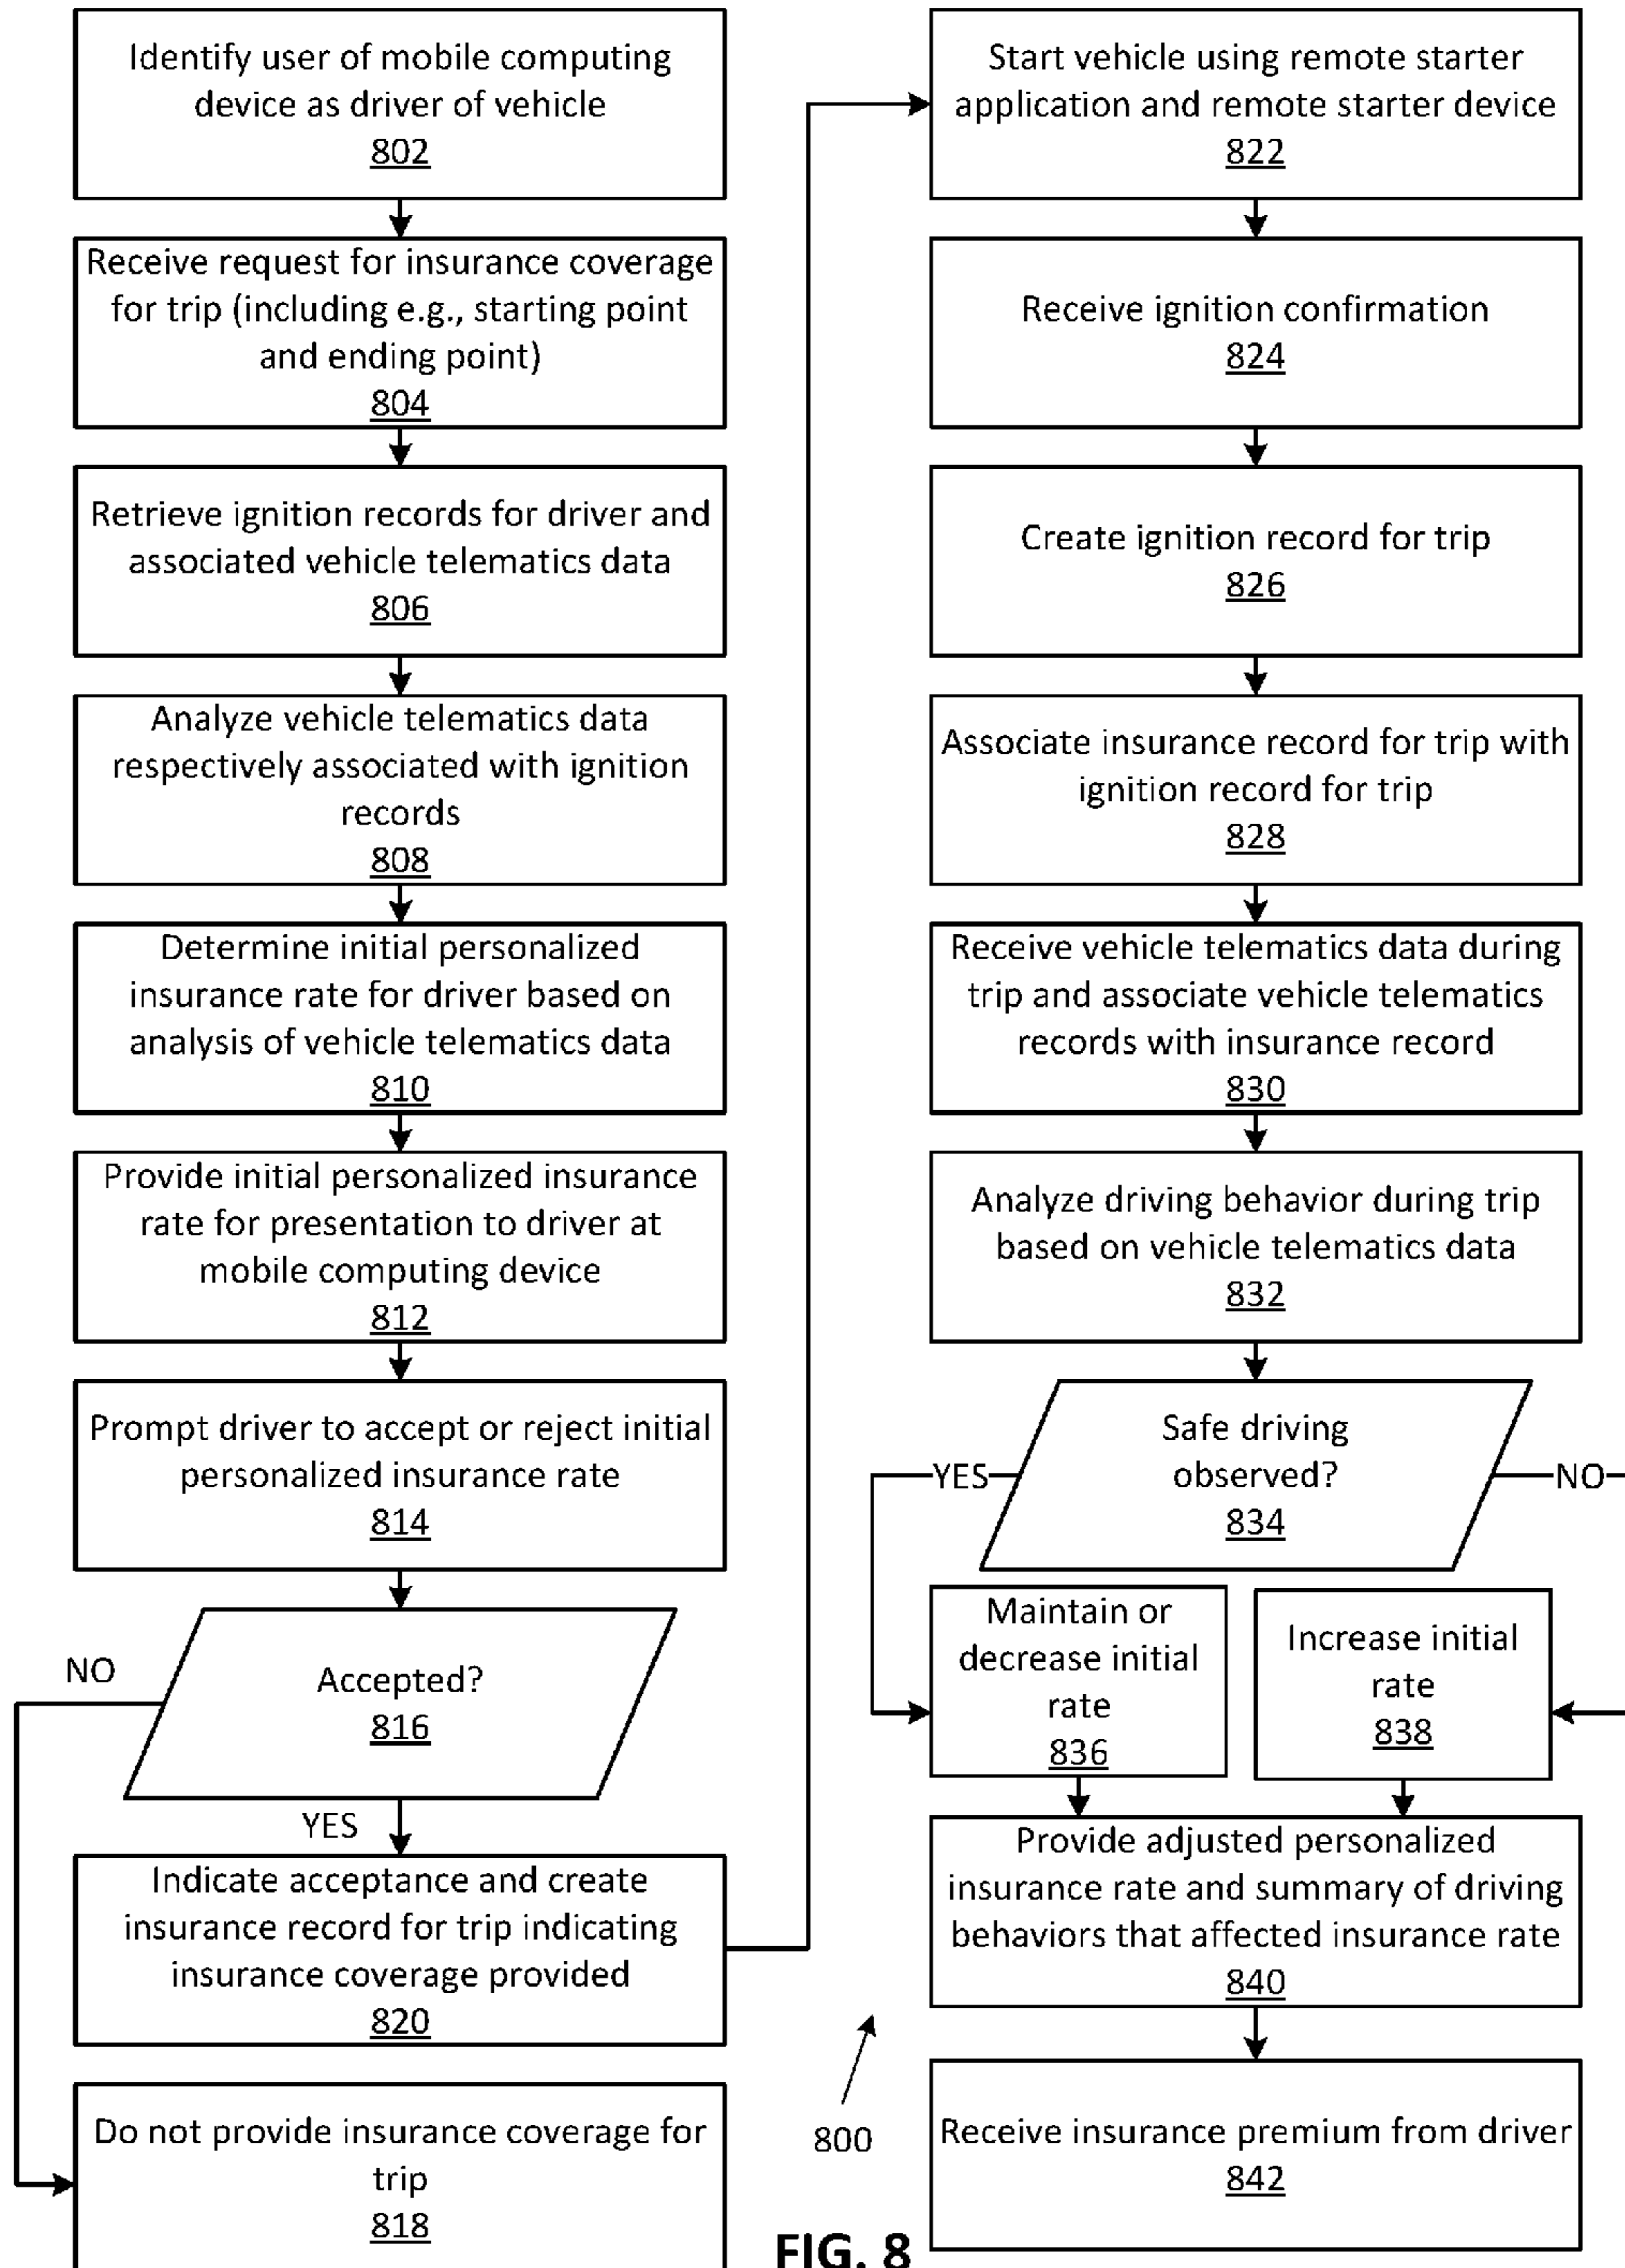 Identify user of mobile computing
device as driver of vehicle
802
Receive request for insurance coverage
for trip (including e.g., starting point
and ending point)
804
Retrieve ignition records for driver and
associated vehicle telematics data
806
Analyze vehicle telematics data
respectively associated with ignition
records
808
Determine initial personalized
insurance rate for driver based on
analysis of vehicle telematics data
810
Provide initial personalized insurance
rate for presentation to driver at
mobile computing device
812
Prompt driver to accept or reject initial
personalized insurance rate
814
NO
Accepted?
816
YES
Indicate acceptance and create
insurance record for trip indicating
insurance coverage provided
820
Do not provide insurance coverage for
trip
818
Start vehicle using remote starter
application and remote starter device
822
Receive ignition confirmation
824
Create ignition record for trip
826
Associate insurance record for trip with
ignition record for trip
828
Receive vehicle telematics data during
trip and associate vehicle telematics
records with insurance record
830
Analyze driving behavior during trip
based on vehicle telematics data
832
Safe driving
observed?
834
YES
NO
Maintain or
decrease initial
rate
836
Increase initial
rate
838
Provide adjusted personalized
insurance rate and summary of driving
behaviors that affected insurance rate
840
Receive insurance premium from driver
842
800
FIG. 8